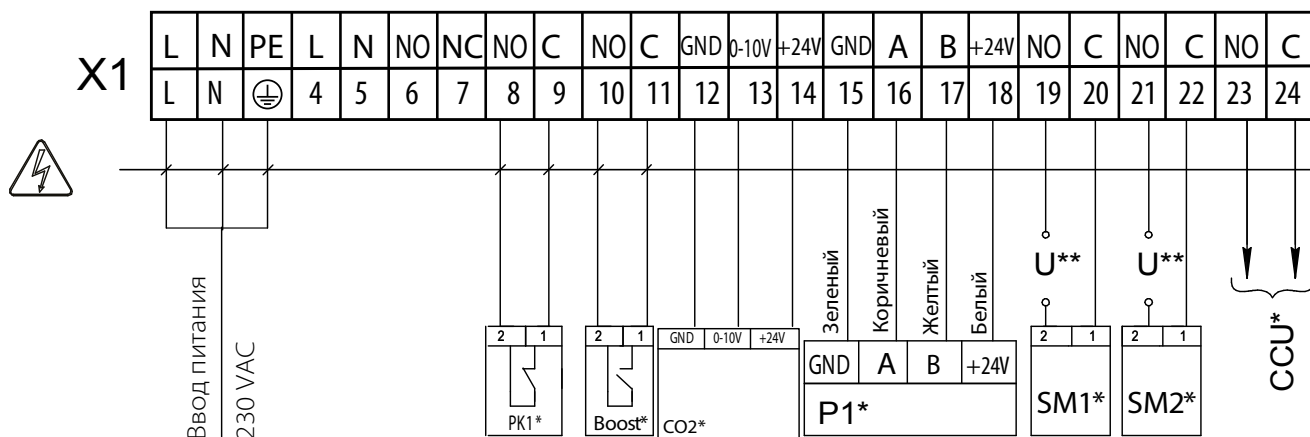 X1
L N PE L N NO NC NO C NO C GND 0-10V +24V GND A B +24V NO C NO C NO C
L N 4 5 6 7 8 9 10 11 12 13 14 15 16 17 18 19 20 21 22 23 24
Ввод питания
230 VAC
2 1
PK1*
2 1
Boost*
GND 0-10V +24V
CO2*
Зеленый
Коричневый
Желтый
Белый
GND A B +24V
P1*
U**
2 1
SM1*
U**
2 1
SM2*
CCU*